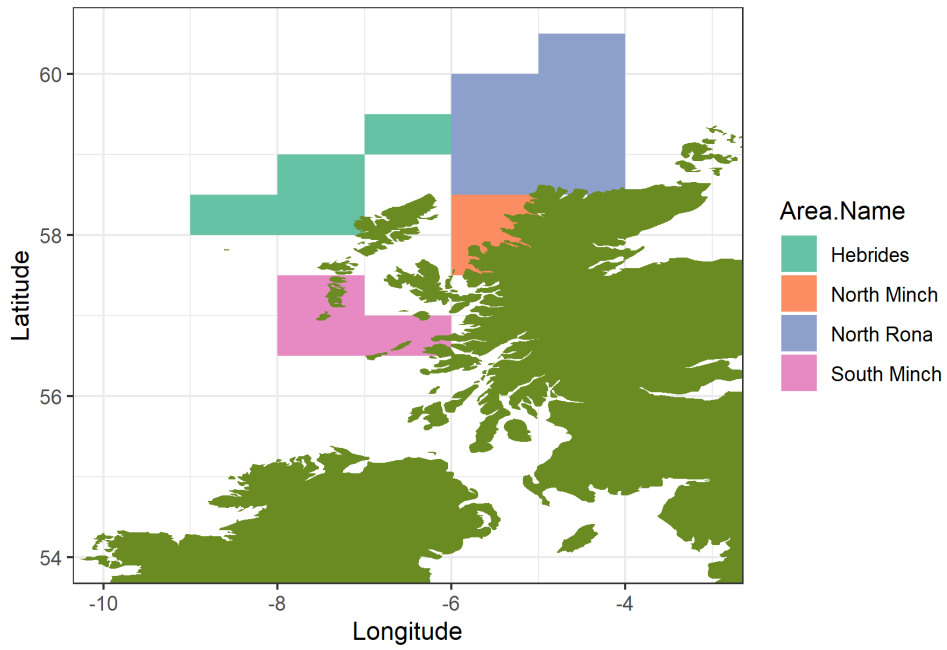 60
58
56
54
-10
-8
-6
-4
Longitude
Latitude
Area.Name
Hebrides
North Minch
North Rona
South Minch